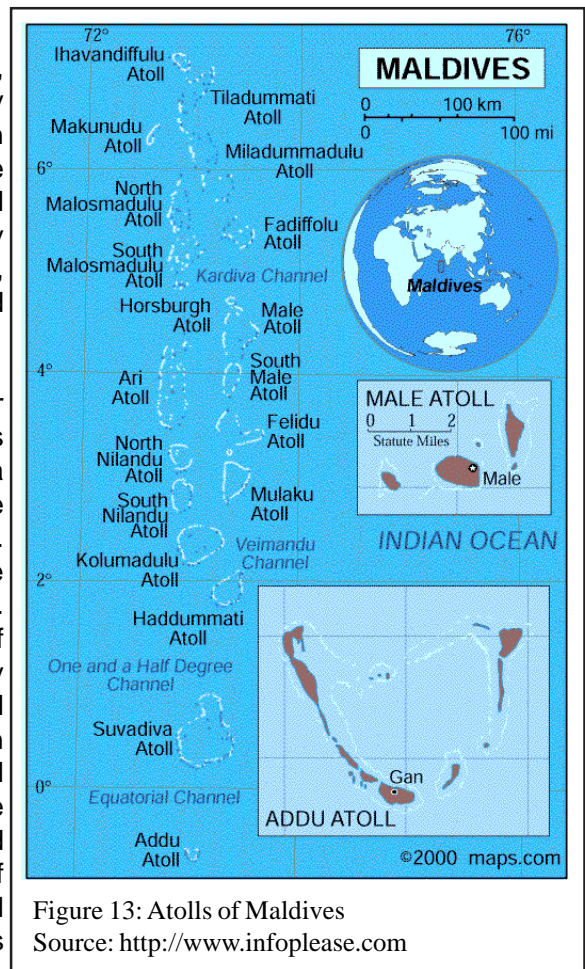 72°
76°
Ihavandiffulu
Atoll
MALDIVES
0 100 km
0 100 mi
Tiladummati
Atoll
Makunudu
Atoll
Miladummadulu
Atoll
6°
North
Malosmadulu
Atoll
Fadiffolu
Atoll
South
Malosmadulu
Atoll
Kardiva Channel
Maldives
Horsburgh
Atoll
Male
Atoll
4°
Ari
Atoll
South
Male
Atoll
MALE ATOLL
0 1 2
Statute Miles
Male
Felidu
Atoll
North
Nilandu
Atoll
South
Nilandu
Atoll
Mulaku
Atoll
INDIAN OCEAN
Kolumadulu
Atoll
Veimandu
Channel
2°
Haddummati
Atoll
One and a Half Degree
Channel
Suvadiva
Atoll
0°
Equatorial Channel
Gan
ADDU ATOLL
Addu
Atoll
©2000 maps.com
Figure 13: Atolls of Maldives
Source: http://www.infoplease.com